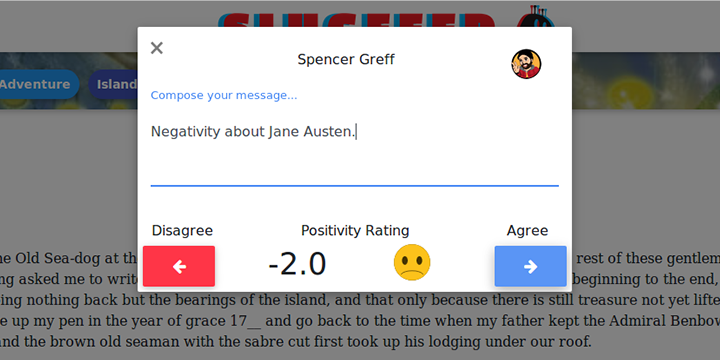 Spencer Greff
Adventure
Island
Compose your message...
Negativity about Jane Austen.
Disagree
Positivity Rating
Agree
-2.0
he Old Sea-dog at th rest of these gentlem
ng asked me to write beginning to the end,
ing nothing back but the bearings of the island, and that only because there is still treasure not yet lifte
e up my pen in the year of grace 17__ and go back to the time when my father kept the Admiral Benbow
nd the brown old seaman with the sabre cut first took up his lodging under our roof.